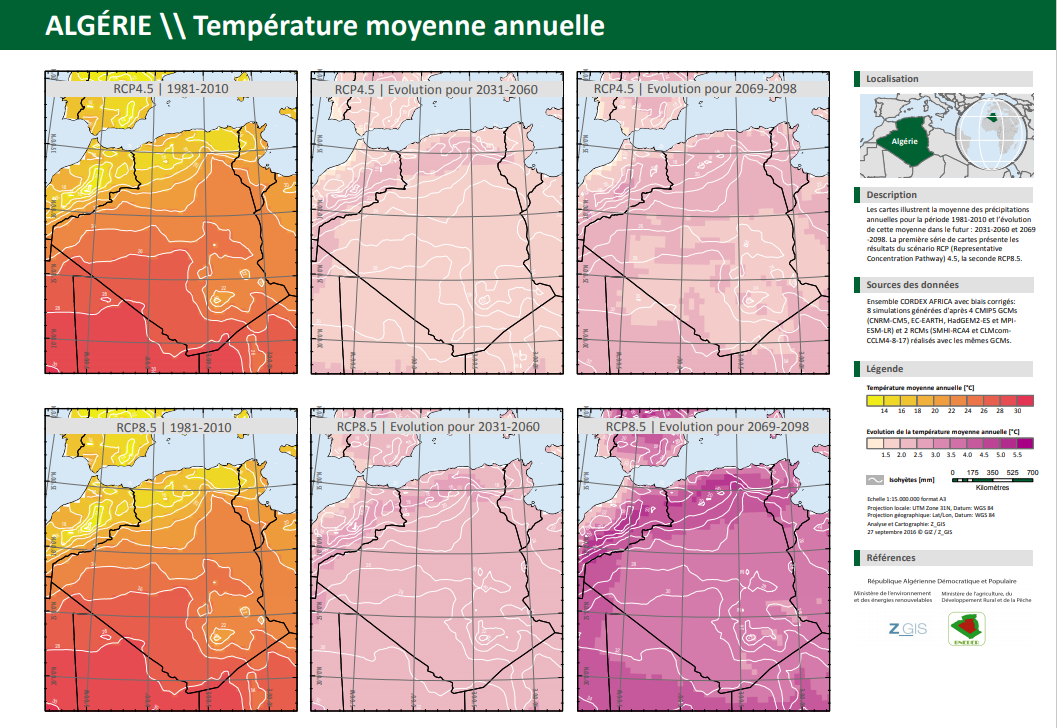 ALGÉRIE \\ Température moyenne annuelle
RCP4.5 | 1981-2010
RCP4.5 | Evolution pour 2031-2060
RCP4.5 | Evolution pour 2069-2098
RCP8.5 | 1981-2010
RCP8.5 | Evolution pour 2031-2060
RCP8.5 | Evolution pour 2069-2098
Localisation
Algérie
Description
Les cartes illustrent la moyenne des précipitations
annuelles pour la période 1981-2010 et l'évolution
de cette moyenne dans le futur : 2031-2060 et 2069
-2098. La première série de cartes présente les
résultats du scénario RCP (Representative
Concentration Pathway) 4.5, la seconde RCP8.5.
Sources des données
Ensemble CORDEX AFRICA avec biais corrigés:
8 simulations générées d'après 4 CMIP5 GCMs
(CNRM-CM5, EC-EARTH, HadGEM2-ES et MPI-
ESM-LR) et 2 RCMs (SMHI-RCA4 et CLMcom-
CCLM4-8-17) réalisés avec les mêmes GCMs.
Légende
Température moyenne annuelle [°C]
14 16 18 20 22 24 26 28 30
Evolution de la température moyenne annuelle [°C]
1.5 2.0 2.5 3.0 3.5 4.0 4.5 5.0 5.5
Isohyètes [mm]
0 175 350 525 700
Kilomètres
Echelle 1:15.000.000 format A3
Projection locale: UTM Zone 31N, Datum: WGS 84
Projection géographique: Lat/Lon, Datum: WGS 84
Analyse et Cartographie: Z_GIS
27 septembre 2016 © GIZ / Z_GIS
Références
République Algérienne Démocratique et Populaire
Ministère de l'environnement
et des énergies renouvelables
Ministère de l'agriculture, du
Développement Rural et de la Pêche
Z GIS